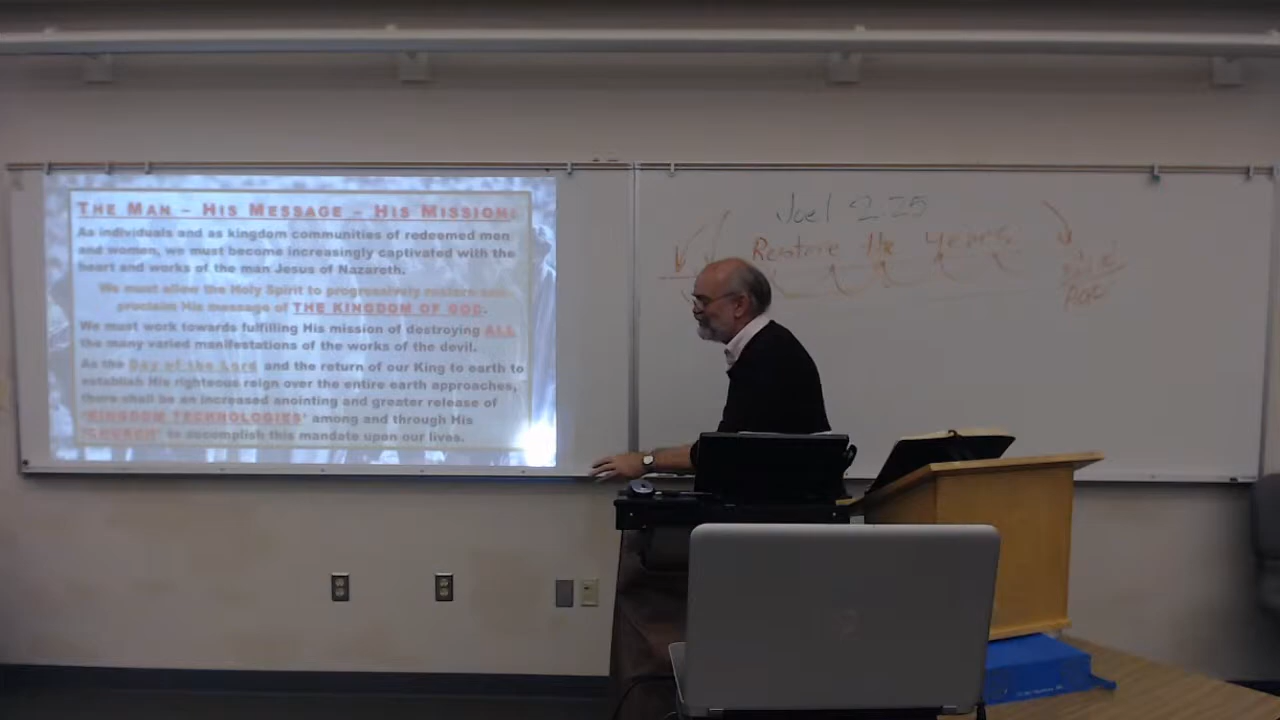 THE MAN – HIS MESSAGE – HIS MISSION:
As individuals and as kingdom communities of redeemed men
and women, we must become increasingly captivated with the
heart and works of the man Jesus of Nazareth.
We must allow the Holy Spirit to progressively restore and
proclaim His message of THE KINGDOM OF GOD.
We must work towards fulfilling His mission of destroying ALL
the many varied manifestations of the works of the devil.
As the Day of the Lord and the return of our King to earth to
establish His righteous reign over the entire earth approaches,
there shall be an increased anointing and greater release of
'KINGDOM TECHNOLOGIES' among and through His
'CHURCH' to accomplish this mandate upon our lives.
Joel 2:25
Restore the years